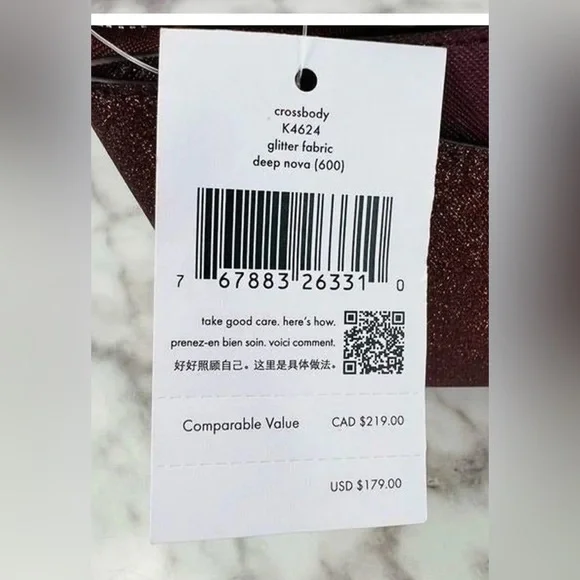 crossbody
K4624
glitter fabric
deep nova (600)
7 67883 26331 0
take good care. here's how.
prenez-en bien soin. voici comment.
好好照顾自己。这里是具体做法。
Comparable Value CAD $219.00
USD $179.00